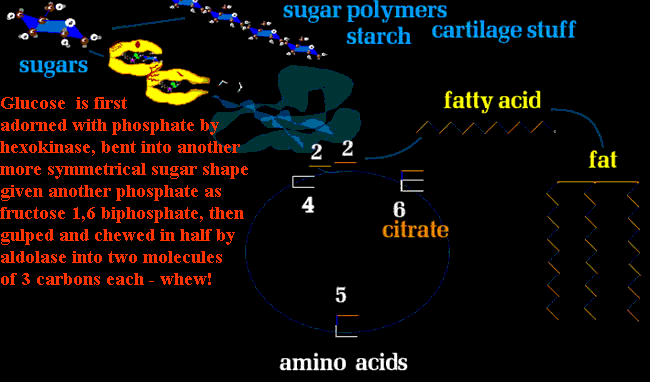 sugar polymers
starch
cartilage stuff
sugars
Glucose is first
adorned with phosphate by
hexokinase, bent into another
more symmetrical sugar shape
given another phosphate as
fructose 1,6 biphosphate, then
gulped and chewed in half by
aldolase into two molecules
of 3 carbons each - whew!
fatty acid
fat
2 2
4
6
citrate
5
amino acids